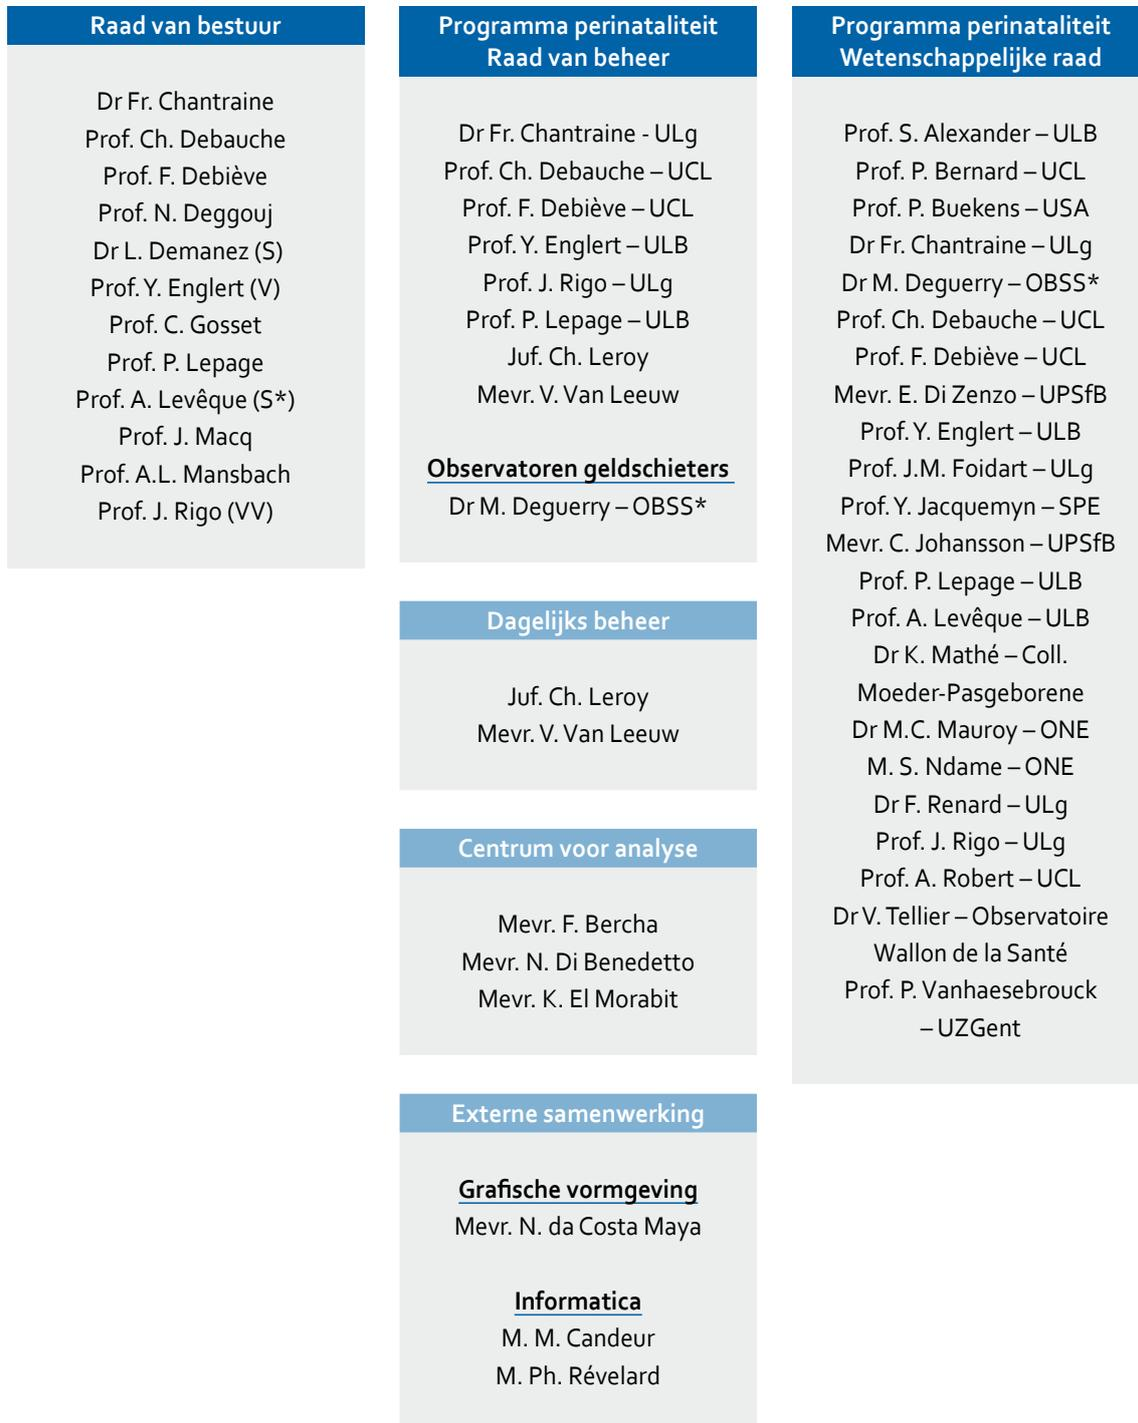 Raad van bestuur
Dr Fr. Chantraine
Prof. Ch. Debauche
Prof. F. Debiève
Prof. N. Deggouj
Dr L. Demanez (S)
Prof. Y. Englert (V)
Prof. C. Gosset
Prof. P. Lepage
Prof. A. Levêque (S*)
Prof. J. Macq
Prof. A.L. Mansbach
Prof. J. Rigo (VV)
Programma perinataliteit
Raad van beheer
Dr Fr. Chantraine - ULg
Prof. Ch. Debauche – UCL
Prof. F. Debiève – UCL
Prof. Y. Englert – ULB
Prof. J. Rigo – ULg
Prof. P. Lepage – ULB
Juf. Ch. Leroy
Mevr. V. Van Leeuw
Observatoren geldschieters
Dr M. Deguerry – OBSS*
Dagelijks beheer
Juf. Ch. Leroy
Mevr. V. Van Leeuw
Centrum voor analyse
Mevr. F. Bercha
Mevr. N. Di Benedetto
Mevr. K. El Morabit
Externe samenwerking
Grafische vormgeving
Mevr. N. da Costa Maya
Informatica
M. M. Candeur
M. Ph. Révelard
Programma perinataliteit
Wetenschappelijke raad
Prof. S. Alexander – ULB
Prof. P. Bernard – UCL
Prof. P. Buekens – USA
Dr Fr. Chantraine – ULg
Dr M. Deguerry – OBSS*
Prof. Ch. Debauche – UCL
Prof. F. Debiève – UCL
Mevr. E. Di Zenzo – UPSfB
Prof. Y. Englert – ULB
Prof. J.M. Foidart – ULg
Prof. Y. Jacquemyn – SPE
Mevr. C. Johansson – UPSfB
Prof. P. Lepage – ULB
Prof. A. Levêque – ULB
Dr K. Mathé – Coll.
Moeder-Pasgeborene
Dr M.C. Mauroy – ONE
M. S. Ndame – ONE
Dr F. Renard – ULg
Prof. J. Rigo – ULg
Prof. A. Robert – UCL
Dr V. Tellier – Observatoire
Wallon de la Santé
Prof. P. Vanhaesebrouck
– UZGent